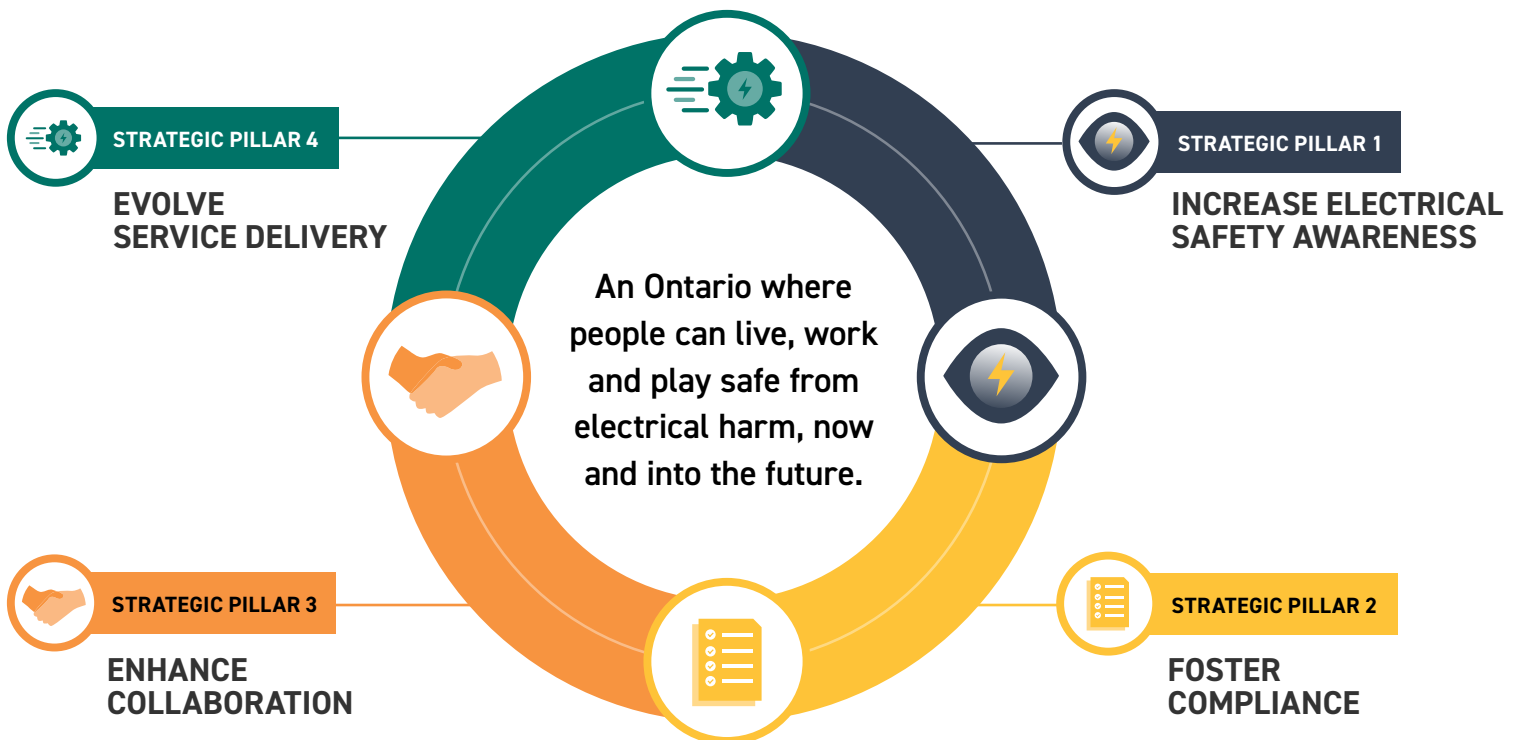 STRATEGIC PILLAR 4
EVOLVE
SERVICE DELIVERY
STRATEGIC PILLAR 1
INCREASE ELECTRICAL
SAFETY AWARENESS
An Ontario where
people can live, work
and play safe from
electrical harm, now
and into the future.
STRATEGIC PILLAR 3
ENHANCE
COLLABORATION
STRATEGIC PILLAR 2
FOSTER
COMPLIANCE